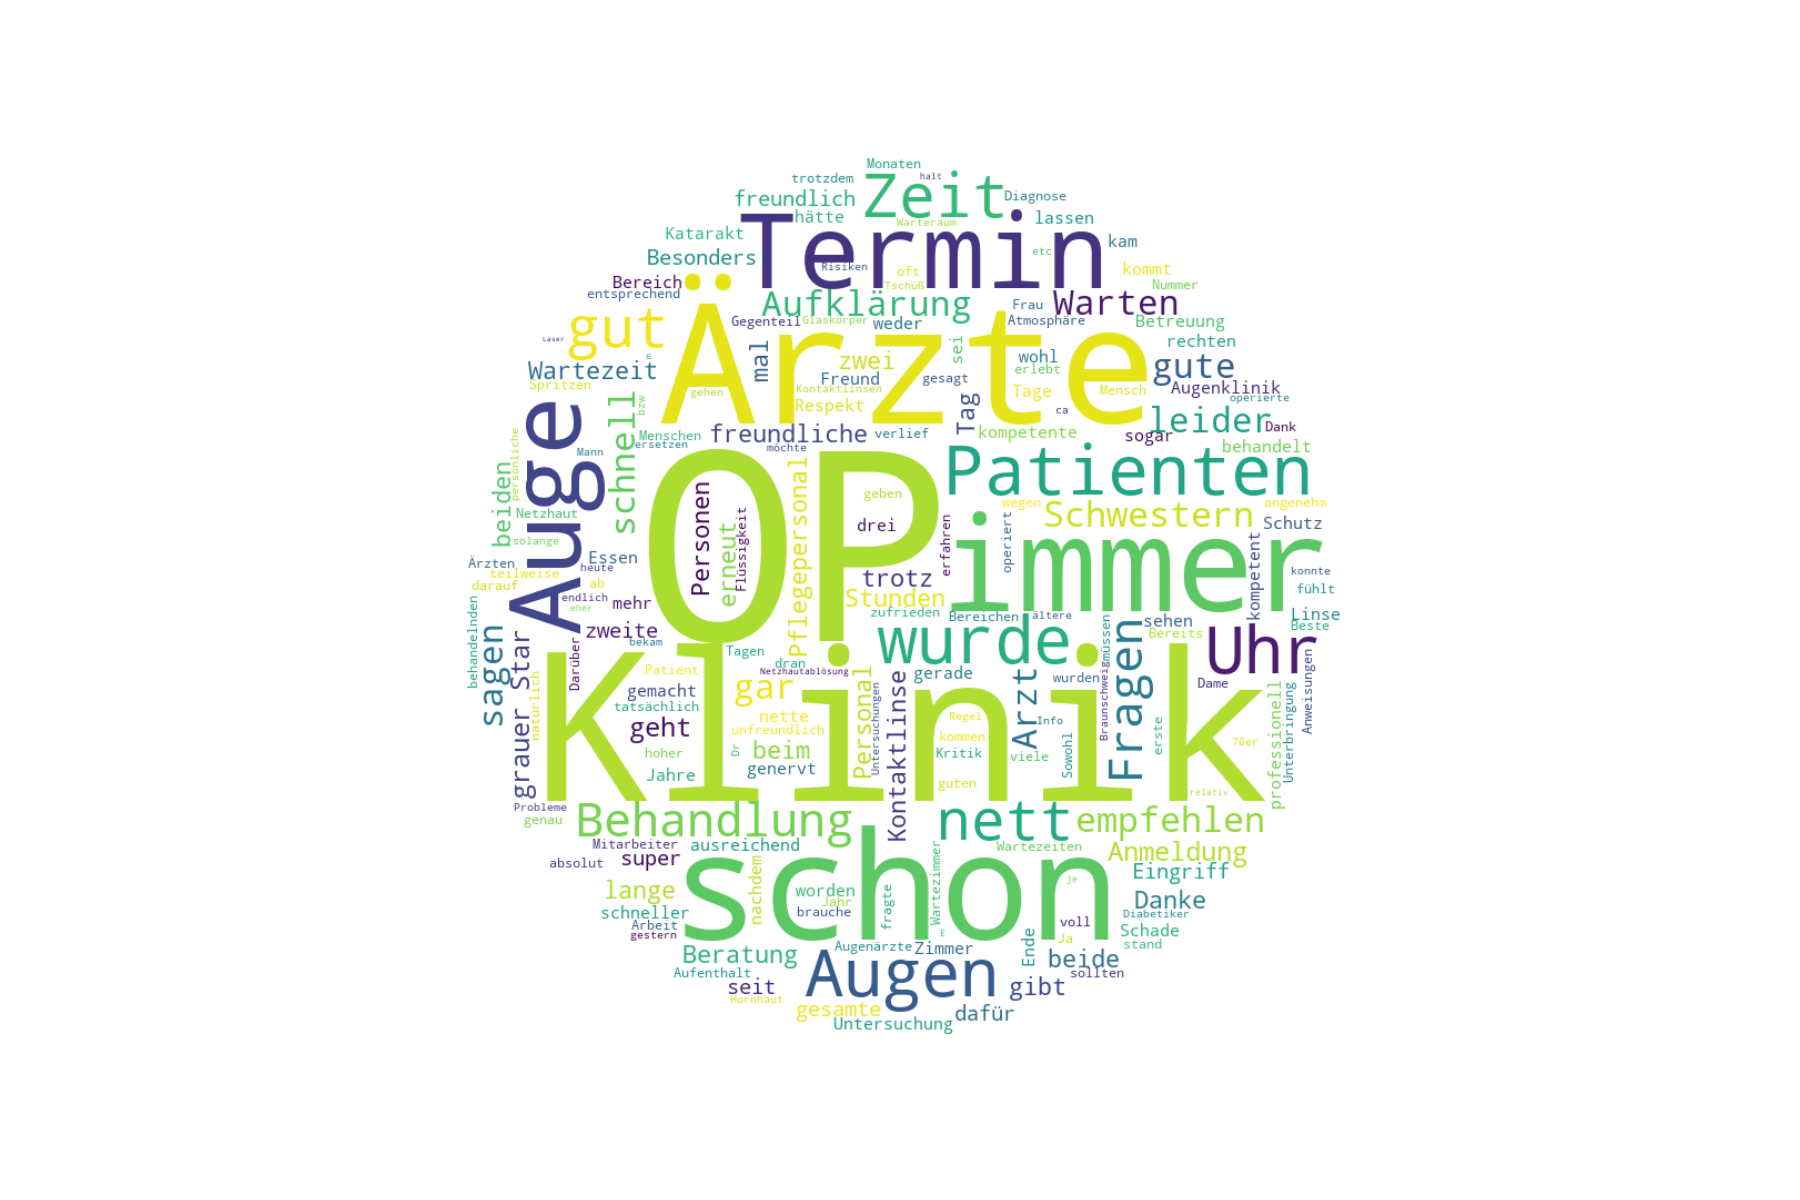 Monaten
trotzdem
halt
Zeit
freundlich
Diagnose
hätte
Warteraum
lassen
Termin
Katarakt
kam
Besonders
etc
Risiken
oft
kommt
Bereich
Tschüß
Nummer
entsprechend
Aufklärung
Frau
Warten
Gegenteil
Glaskörper
weder
Atmosphäre
Betreuung
gut
Laser
rechten
Ärzte
mal
zwei
sei
wohl
m
Wartezeit
Freund
gesagt
erlebt
gute
Spritzen
gehen
Kontaktlinsen
Tage
Mensch
Augenklinik
bzw
Respekt
operierte
schnell
Tag
ca
leider
Menschen
freundliche
verlief
kompetente
sogar
Dank
ersetzen
möchte
behandelt
Auge
Mann
persönliche
beiden
OP
Patienten
Pflegepersonal
geben
wegen
angenehm
Netzhaut
Personen
Flüssigkeit
drei
erfahren
operiert
Schwestern
Schutz
solange
erneut
immer
kompetent
Ärzten
Essen
heute
trotz
konnte
teilweise
darauf
ab
Stunden
fühlt
endlich
mehr
eher
zufrieden
Bereichen
ältere
Linse
behandelnden
zweite
bekam
wurde
sehen
Bereits
Beste
sagen
grauer Star
Darüber
Tagen
dran
müssen
Uhr
natürlich
Klinik
Patient
Netzhautablösung
gerade
wurden
Braunschweig
Fragen
Dame
Anweisungen
gemacht
gar
Personal
Untersuchungen
Kontaktlinse
Arzt
professionell
Unterbringung
tatsächlich
geht
nette
unfreundlich
Regel
Info
erste
hoher
Dr
beim
kommen
Kritik
viele
Sowohl
70er
Jahre
genervt
guten
relativ
Probleme
genau
Behandlung
nett
empfehlen
Mitarbeiter
ausreichend
Wartezeiten
Anmeldung
absolut
super
nachdem
Wartezimmer
Eingriff
schon
je
lange
worden
Jahr
fragte
Danke
schneller
brauche
Diabetiker
Arbeit
voll
Schade
gestern
E
Ja
stand
Beratung
Augenärzte
Zimmer
Ende
beide
Aufenthalt
Augen
sollten
seit
gibt
Hornhaut
gesamte
dafür
Untersuchung